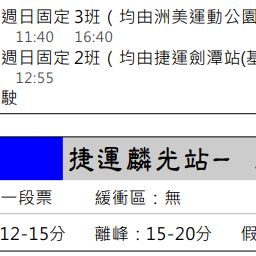 週日固定 3班（均由洲美運動公園
11:40 16:40
週日固定 2班（均由捷運劍潭站(基
12:55
駛
捷運麟光站－
一段票 緩衝區：無
12-15分 離峰：15-20分 假